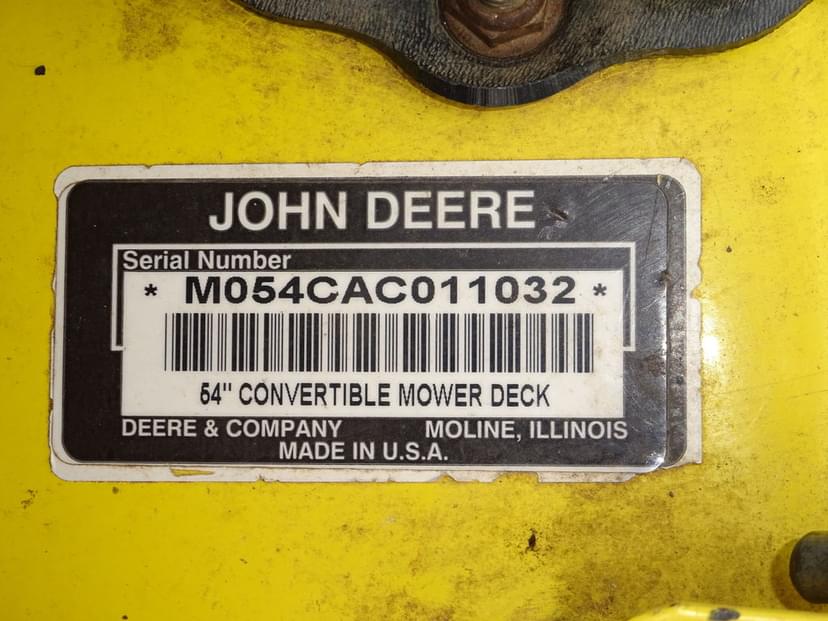 JOHN DEERE
Serial Number
* M054CAC011032 *
54" CONVERTIBLE MOWER DECK
DEERE & COMPANY MOLINE, ILLINOIS
MADE IN U.S.A.